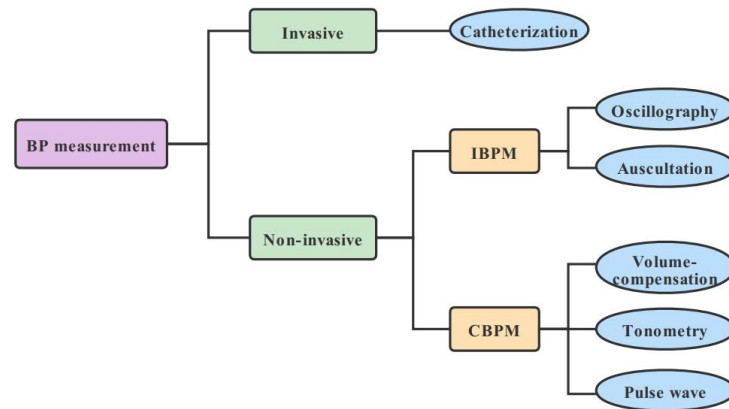 Invasive
Catheterization
BP measurement
Oscillography
IBPM
Auscultation
Non-invasive
Volume-
compensation
CBPM
Tonometry
Pulse wave